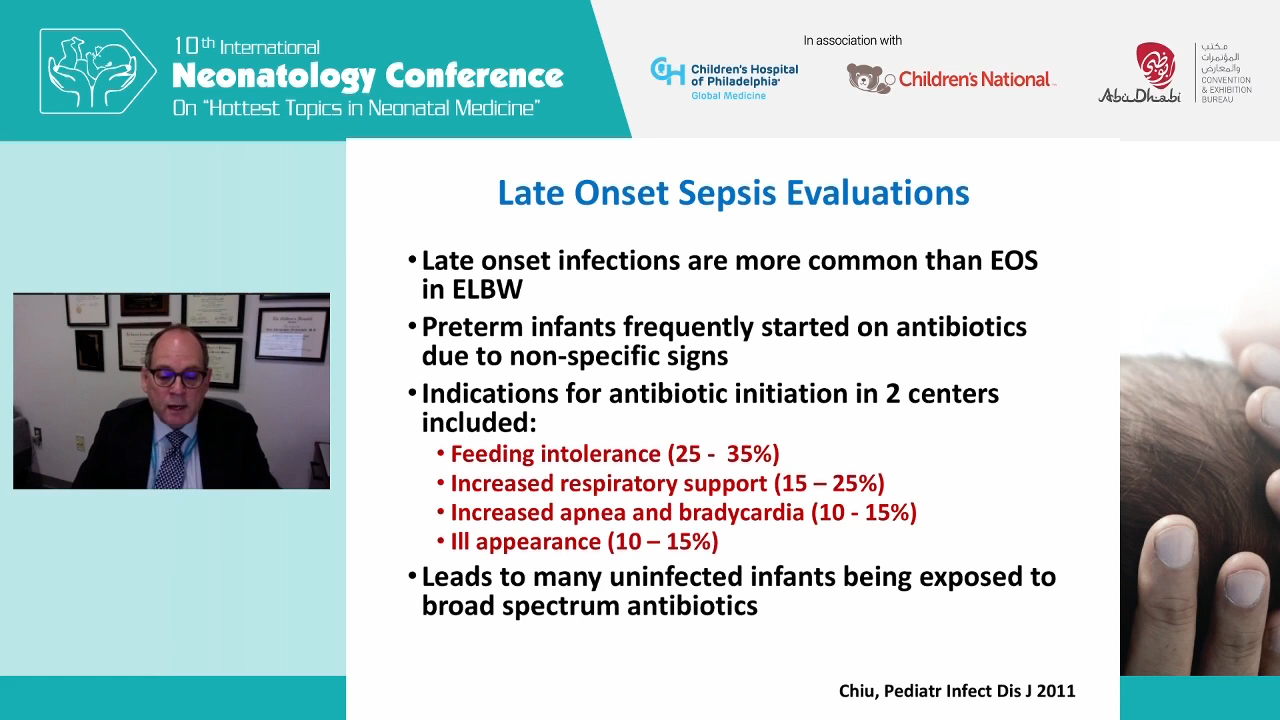 10th International
Neonatology Conference
On "Hottest Topics in Neonatal Medicine"
In association with
Children's Hospital
of Philadelphia
Global Medicine
Children's National
Abu Dhabi
مكتب
المؤتمرات
والمعارض
CONVENTION
& EXHIBITION
BUREAU
Late Onset Sepsis Evaluations
• Late onset infections are more common than EOS
in ELBW
• Preterm infants frequently started on antibiotics
due to non-specific signs
• Indications for antibiotic initiation in 2 centers
included:
• Feeding intolerance (25 - 35%)
• Increased respiratory support (15 – 25%)
• Increased apnea and bradycardia (10 - 15%)
• Ill appearance (10 – 15%)
• Leads to many uninfected infants being exposed to
broad spectrum antibiotics
Chiu, Pediatr Infect Dis J 2011